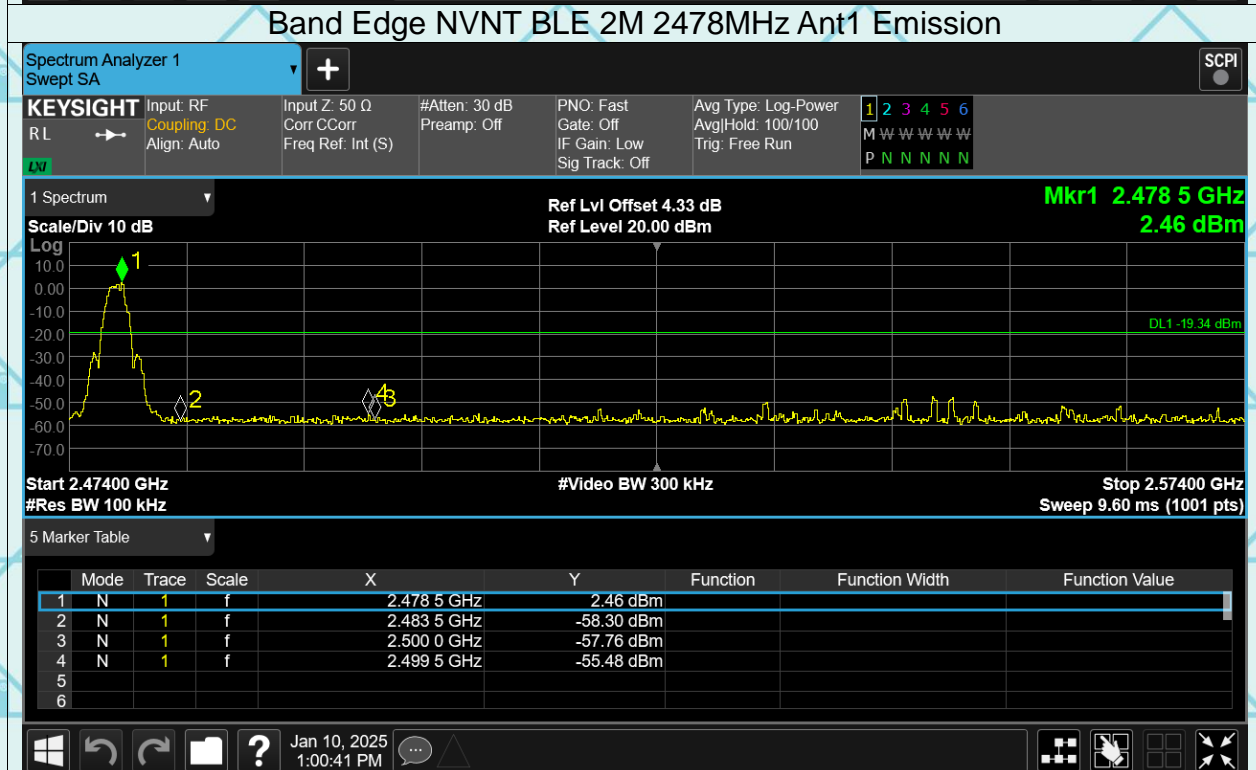 Band Edge NVNT BLE 2M 2478MHz Ant1 Emission
Spectrum Analyzer 1
Swept SA
+
SCPI
KEYSIGHT
RL
LXI
Input: RF
Coupling: DC
Align: Auto
Input Z: 50 Ω
Corr CCorr
Freq Ref: Int (S)
#Atten: 30 dB
Preamp: Off
PNO: Fast
Gate: Off
IF Gain: Low
Sig Track: Off
Avg Type: Log-Power
Avg|Hold: 100/100
Trig: Free Run
1 2 3 4 5 6
M W W W W W
P N N N N N
1 Spectrum
Scale/Div 10 dB
Ref Lvl Offset 4.33 dB
Ref Level 20.00 dBm
Mkr1 2.478 5 GHz
2.46 dBm
Log
10.0
0.00
-10.0
-20.0
-30.0
-40.0
-50.0
-60.0
-70.0
1
2
4
3
DL1 -19.34 dBm
Start 2.47400 GHz
#Video BW 300 kHz
Stop 2.57400 GHz
#Res BW 100 kHz
Sweep 9.60 ms (1001 pts)
5 Marker Table
Mode Trace Scale X Y Function Function Width Function Value
1 N 1 f 2.478 5 GHz 2.46 dBm
2 N 1 f 2.483 5 GHz -58.30 dBm
3 N 1 f 2.500 0 GHz -57.76 dBm
4 N 1 f 2.499 5 GHz -55.48 dBm
5
6
?
Jan 10, 2025
1:00:41 PM